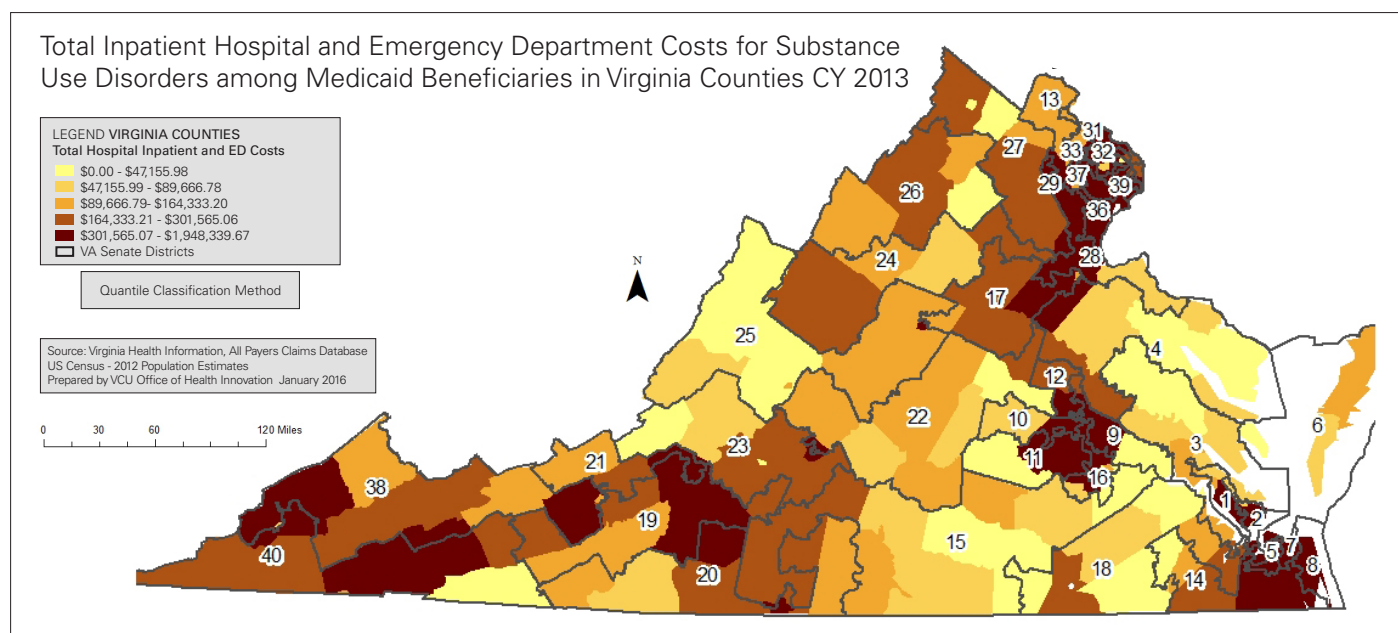 Total Inpatient Hospital and Emergency Department Costs for Substance
Use Disorders among Medicaid Beneficiaries in Virginia Counties CY 2013
LEGEND VIRGINIA COUNTIES
Total Hospital Inpatient and ED Costs
$0.00 - $47,155.98
$47,155.99 - $89,666.78
$89,666.79- $164,333.20
$164,333.21 - $301,565.06
$301,565.07 - $1,948,339.67
VA Senate Districts
Quantile Classification Method
Source: Virginia Health Information, All Payers Claims Database
US Census - 2012 Population Estimates
Prepared by VCU Office of Health Innovation January 2016
0 30 60 120 Miles
N
13
31
27
33
32
37
29
39
26
36
28
24
17
25
4
12
6
22
10
9
3
23
11
21
16
38
1
2
19
15
5
7
40
20
18
14
8